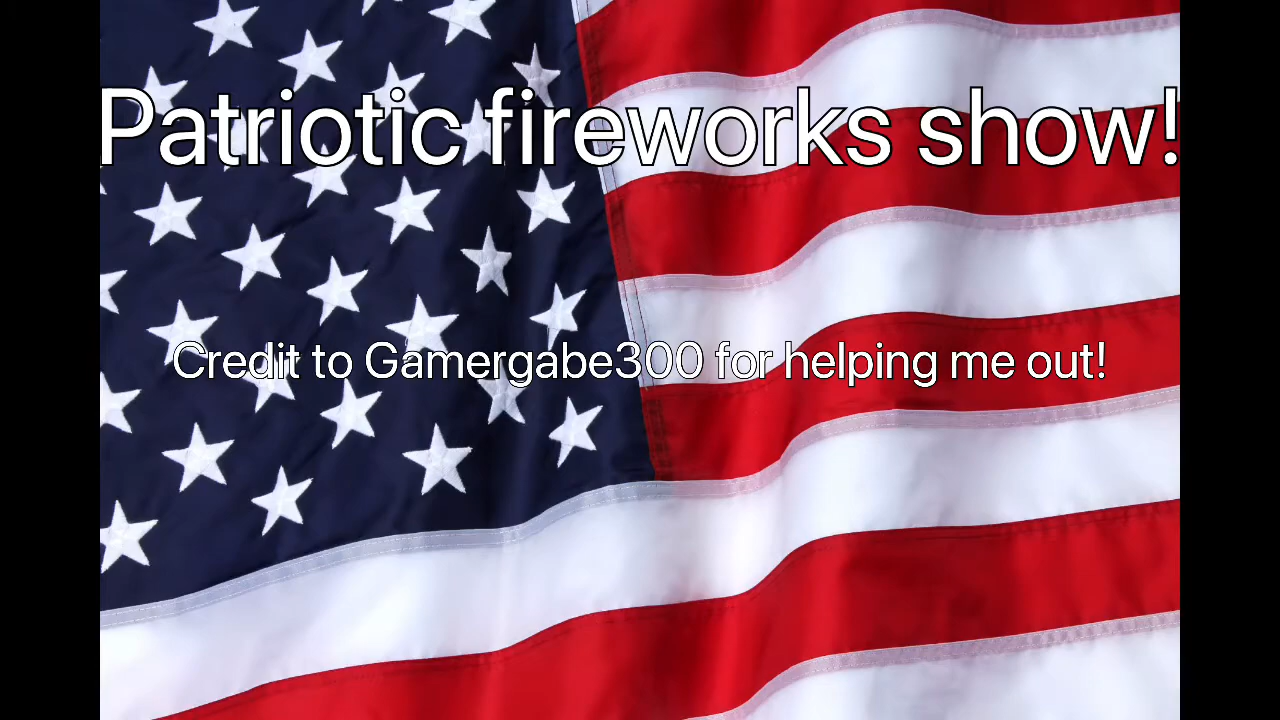 Patriotic fireworks show!
Credit to Gamergabe300 for helping me out!